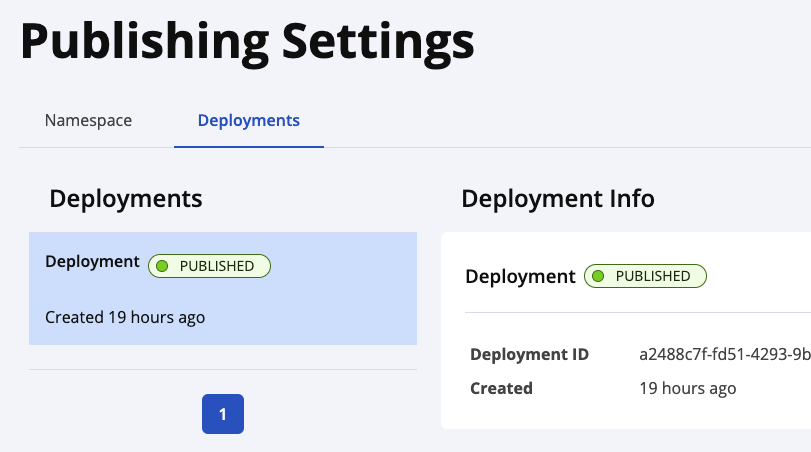 Publishing Settings
Namespace
Deployments
Deployments
Deployment PUBLISHED
Created 19 hours ago
1
Deployment Info
Deployment PUBLISHED
Deployment ID a2488c7f-fd51-4293-9b
Created 19 hours ago